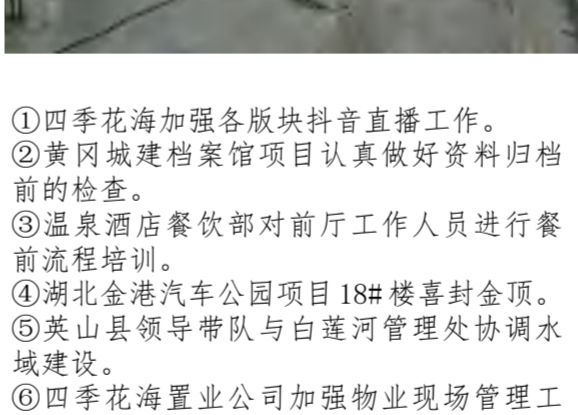 ①四季花海加强各版块抖音直播工作。
②黄冈城建档案馆项目认真做好资料归档
前的检查。
③温泉酒店餐饮部对前厅工作人员进行餐
前流程培训。
④湖北金港汽车公园项目18#楼喜封金顶。
⑤英山县领导带队与白莲河管理处协调水
域建设。
⑥四季花海置业公司加强物业现场管理工